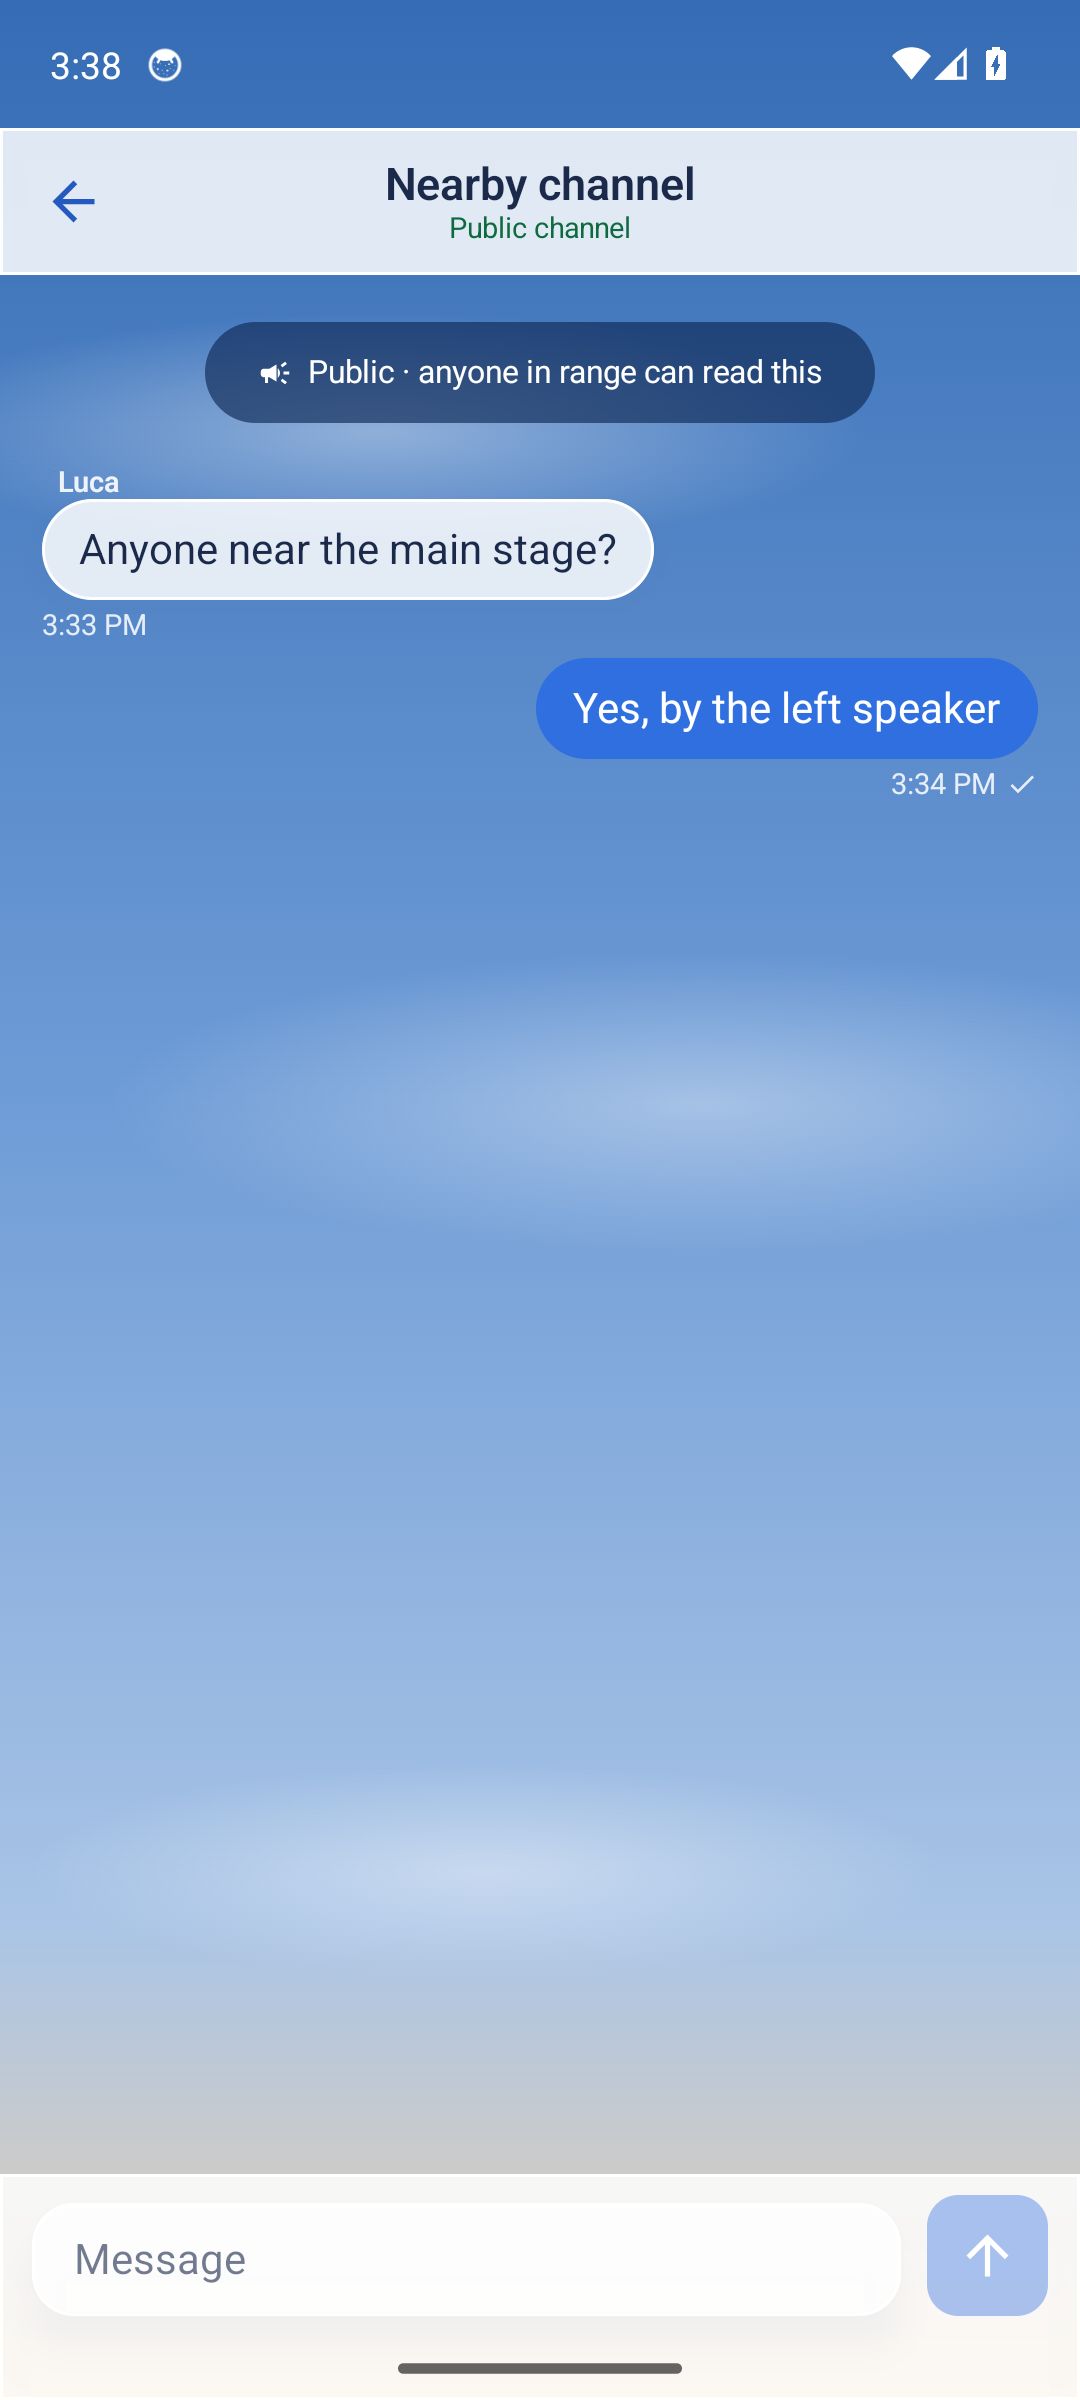 3:38
Nearby channel
Public channel
Public · anyone in range can read this
Luca
Anyone near the main stage?
3:33 PM
Yes, by the left speaker
3:34 PM
Message